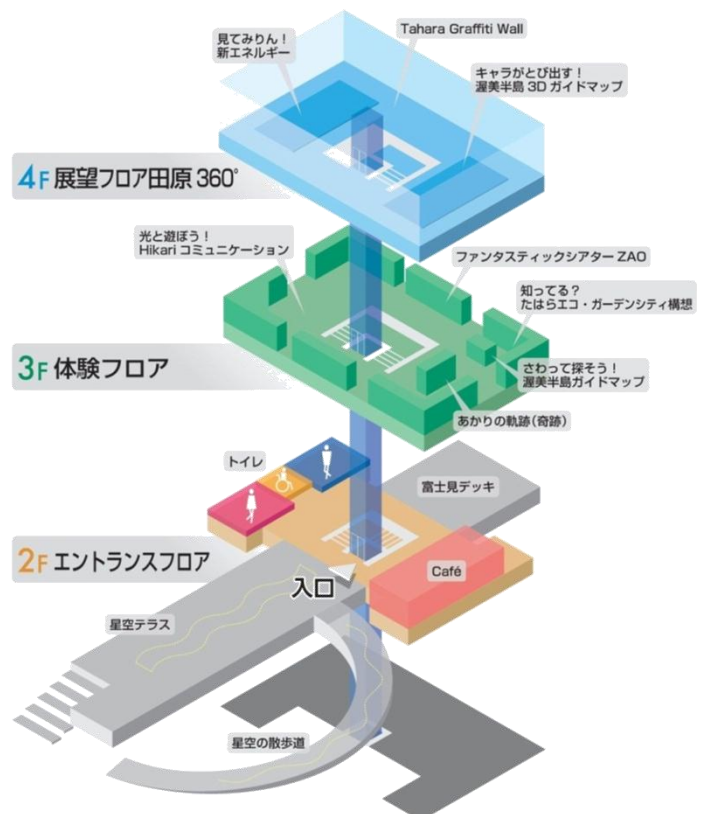 見てみりん!
新エネルギー
Tahara Graffiti Wall
キャラがとび出す!
渥美半島 3D ガイドマップ
4F 展望フロア田原 360°
光と遊ぼう!
Hikari コミュニケーション
ファンタスティックシアター ZAO
知ってる?
たはらエコ・ガーデンシティ構想
3F 体験フロア
さわって探そう!
渥美半島ガイドマップ
あかりの軌跡(奇跡)
トイレ
富士見デッキ
2F エントランスフロア
Café
入口
星空テラス
星空の散歩道